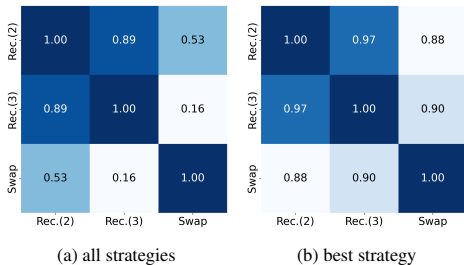 Rec.(2) 1.00 0.89 0.53
Rec.(3) 0.89 1.00 0.16
Swap 0.53 0.16 1.00
Rec.(2) Rec.(3) Swap
(a) all strategies
Rec.(2) 1.00 0.97 0.88
Rec.(3) 0.97 1.00 0.90
Swap 0.88 0.90 1.00
Rec.(2) Rec.(3) Swap
(b) best strategy